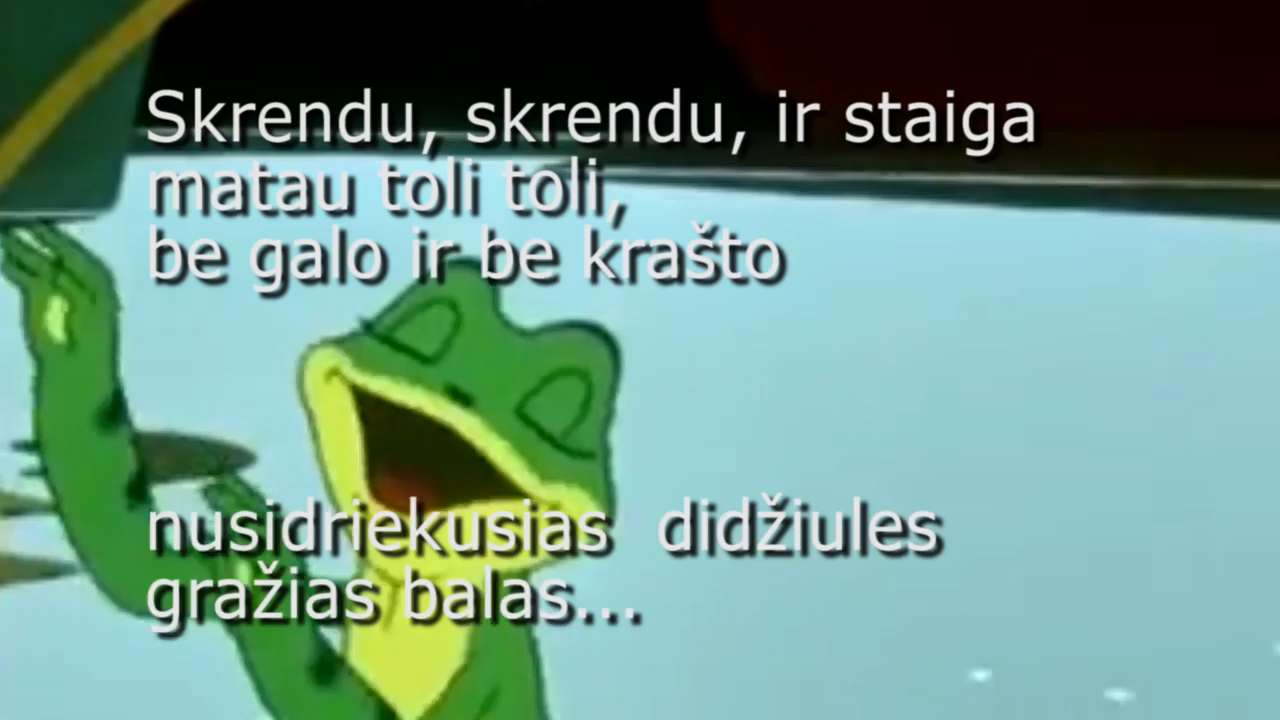 Skrendu, skrendu, ir staiga
matau toli toli,
be galo ir be krašto
nusidriekusias didžiules
gražias balas...